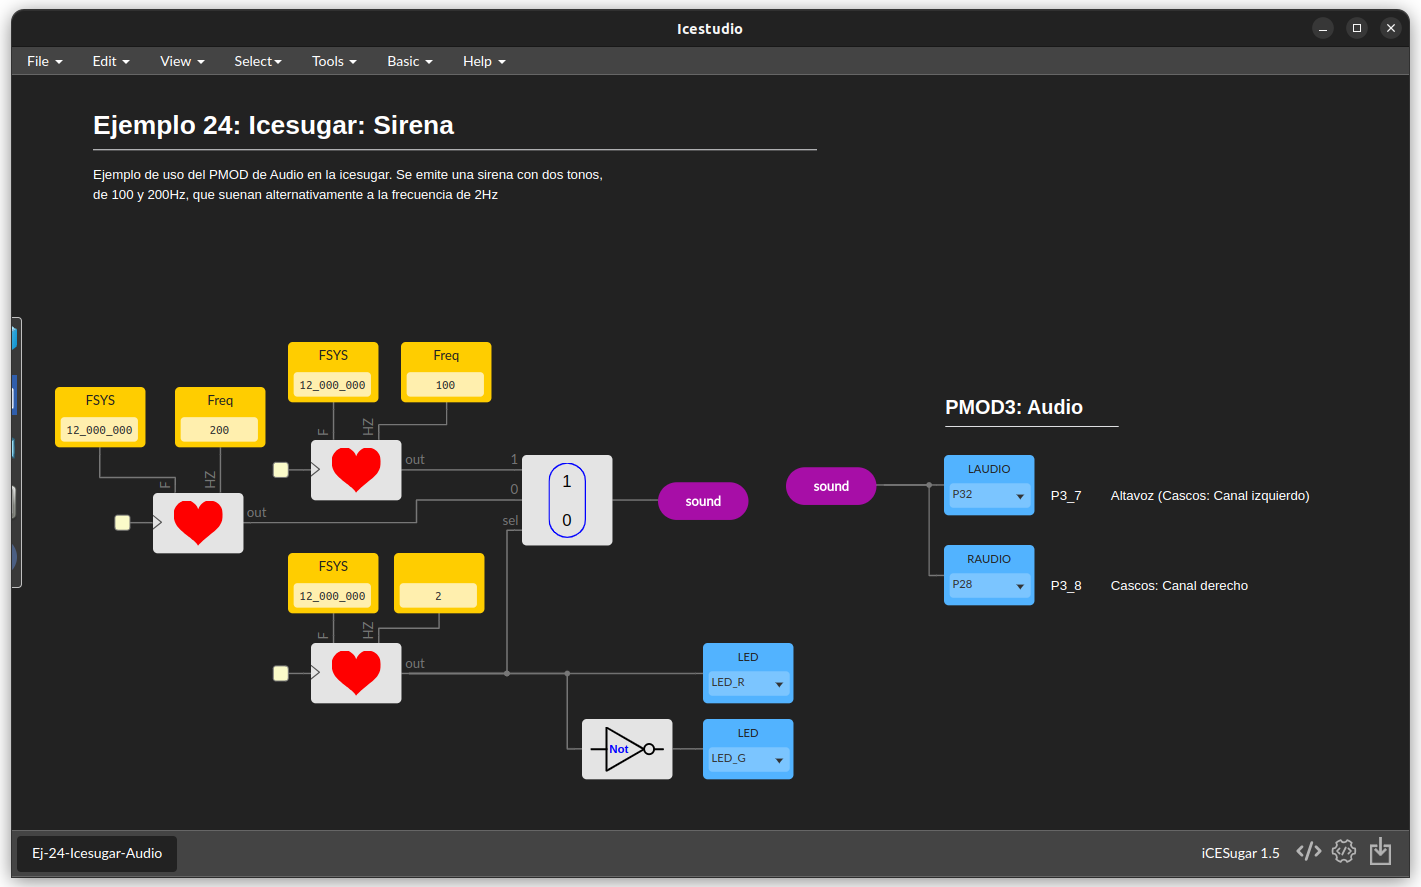 Icestudio
File Edit View Select Tools Basic Help
Ejemplo 24: Icesugar: Sirena
Ejemplo de uso del PMOD de Audio en la icesugar. Se emite una sirena con dos tonos,
de 100 y 200Hz, que suenan alternativamente a la frecuencia de 2Hz
FSYS
12_000_000
Freq
100
FSYS
12_000_000
Freq
200
F
HZ
out
F
HZ
out
1
0
sel
1
0
sound
sound
PMOD3: Audio
LAUDIO
P32
P3_7
Altavoz (Cascos: Canal izquierdo)
RAUDIO
P28
P3_8
Cascos: Canal derecho
FSYS
12_000_000
2
F
HZ
out
LED
LED_R
Not
LED
LED_G
Ej-24-Icesugar-Audio
iCESugar 1.5